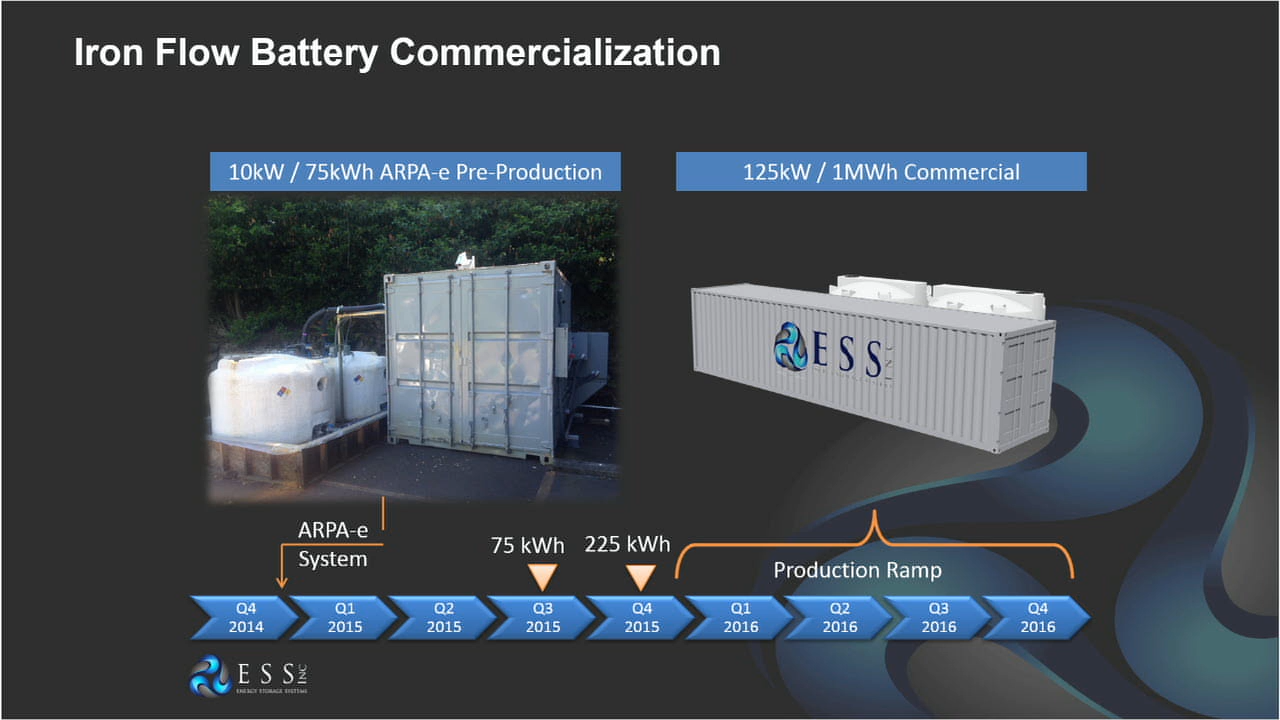 Iron Flow Battery Commercialization
10kW / 75kWh ARPA-e Pre-Production
125kW / 1MWh Commercial
ESS INC
ARPA-e
System
75 kWh
225 kWh
Production Ramp
Q4
2014
Q1
2015
Q2
2015
Q3
2015
Q4
2015
Q1
2016
Q2
2016
Q3
2016
Q4
2016
ESS INC
ENERGY STORAGE SYSTEMS